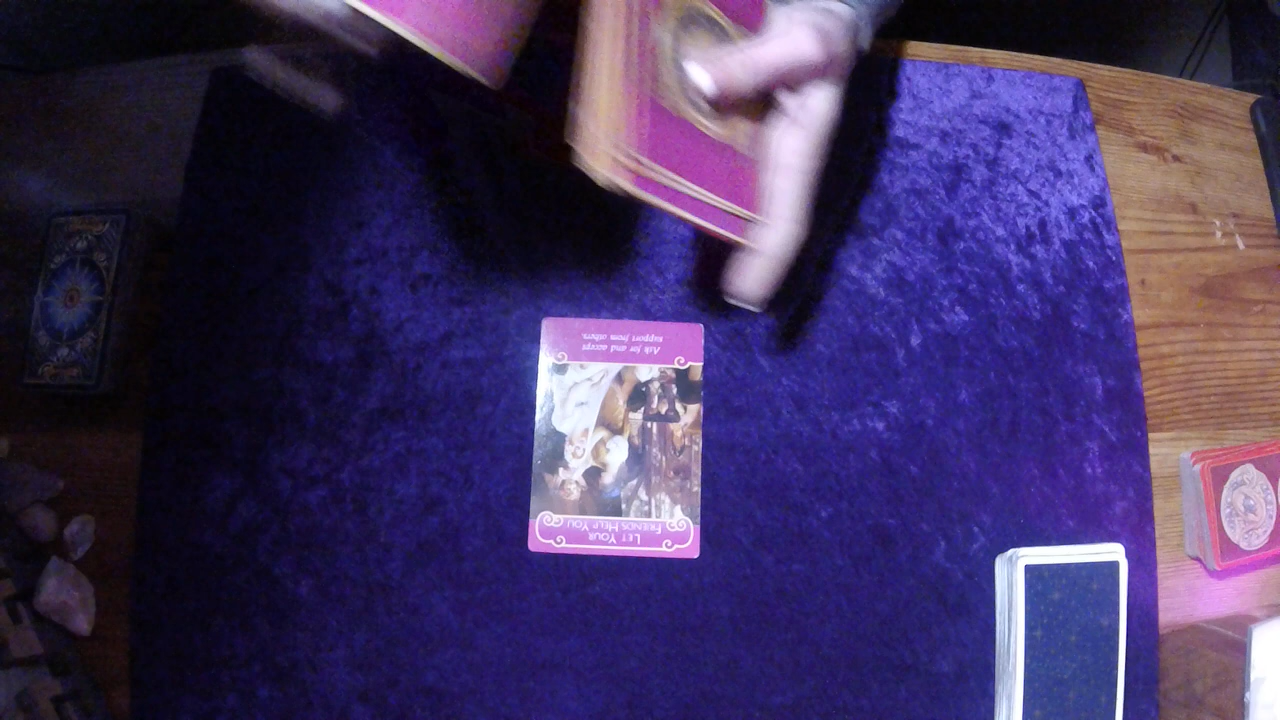 LET YOUR
FRIENDS HELP YOU
Ask for and accept
support from others.